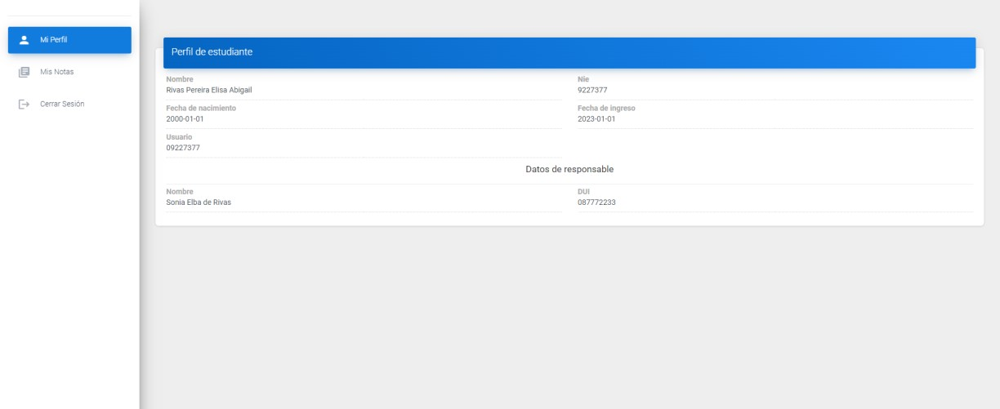 Mi Perfil
Mis Notas
Cerrar Sesión
Perfil de estudiante
Nombre
Rivas Pereira Elisa Abigail
Nie
9227377
Fecha de nacimiento
2000-01-01
Fecha de ingreso
2023-01-01
Usuario
09227377
Datos de responsable
Nombre
Sonia Elba de Rivas
DUI
087772233